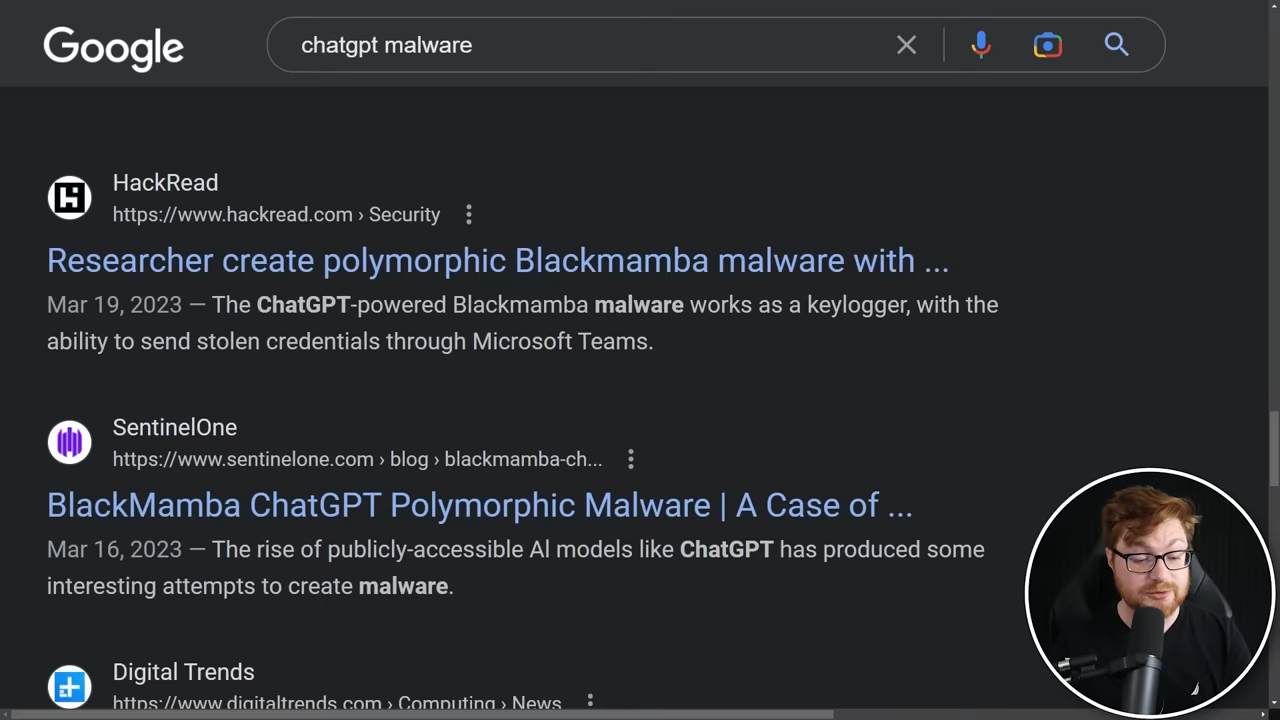 Google
chatgpt malware
HackRead
https://www.hackread.com › Security
Researcher create polymorphic Blackmamba malware with ...
Mar 19, 2023 — The ChatGPT-powered Blackmamba malware works as a keylogger, with the
ability to send stolen credentials through Microsoft Teams.
SentinelOne
https://www.sentinelone.com › blog › blackmamba-ch...
BlackMamba ChatGPT Polymorphic Malware | A Case of ...
Mar 16, 2023 — The rise of publicly-accessible AI models like ChatGPT has produced some
interesting attempts to create malware.
Digital Trends
https://www.digitaltrends.com › Computing › News